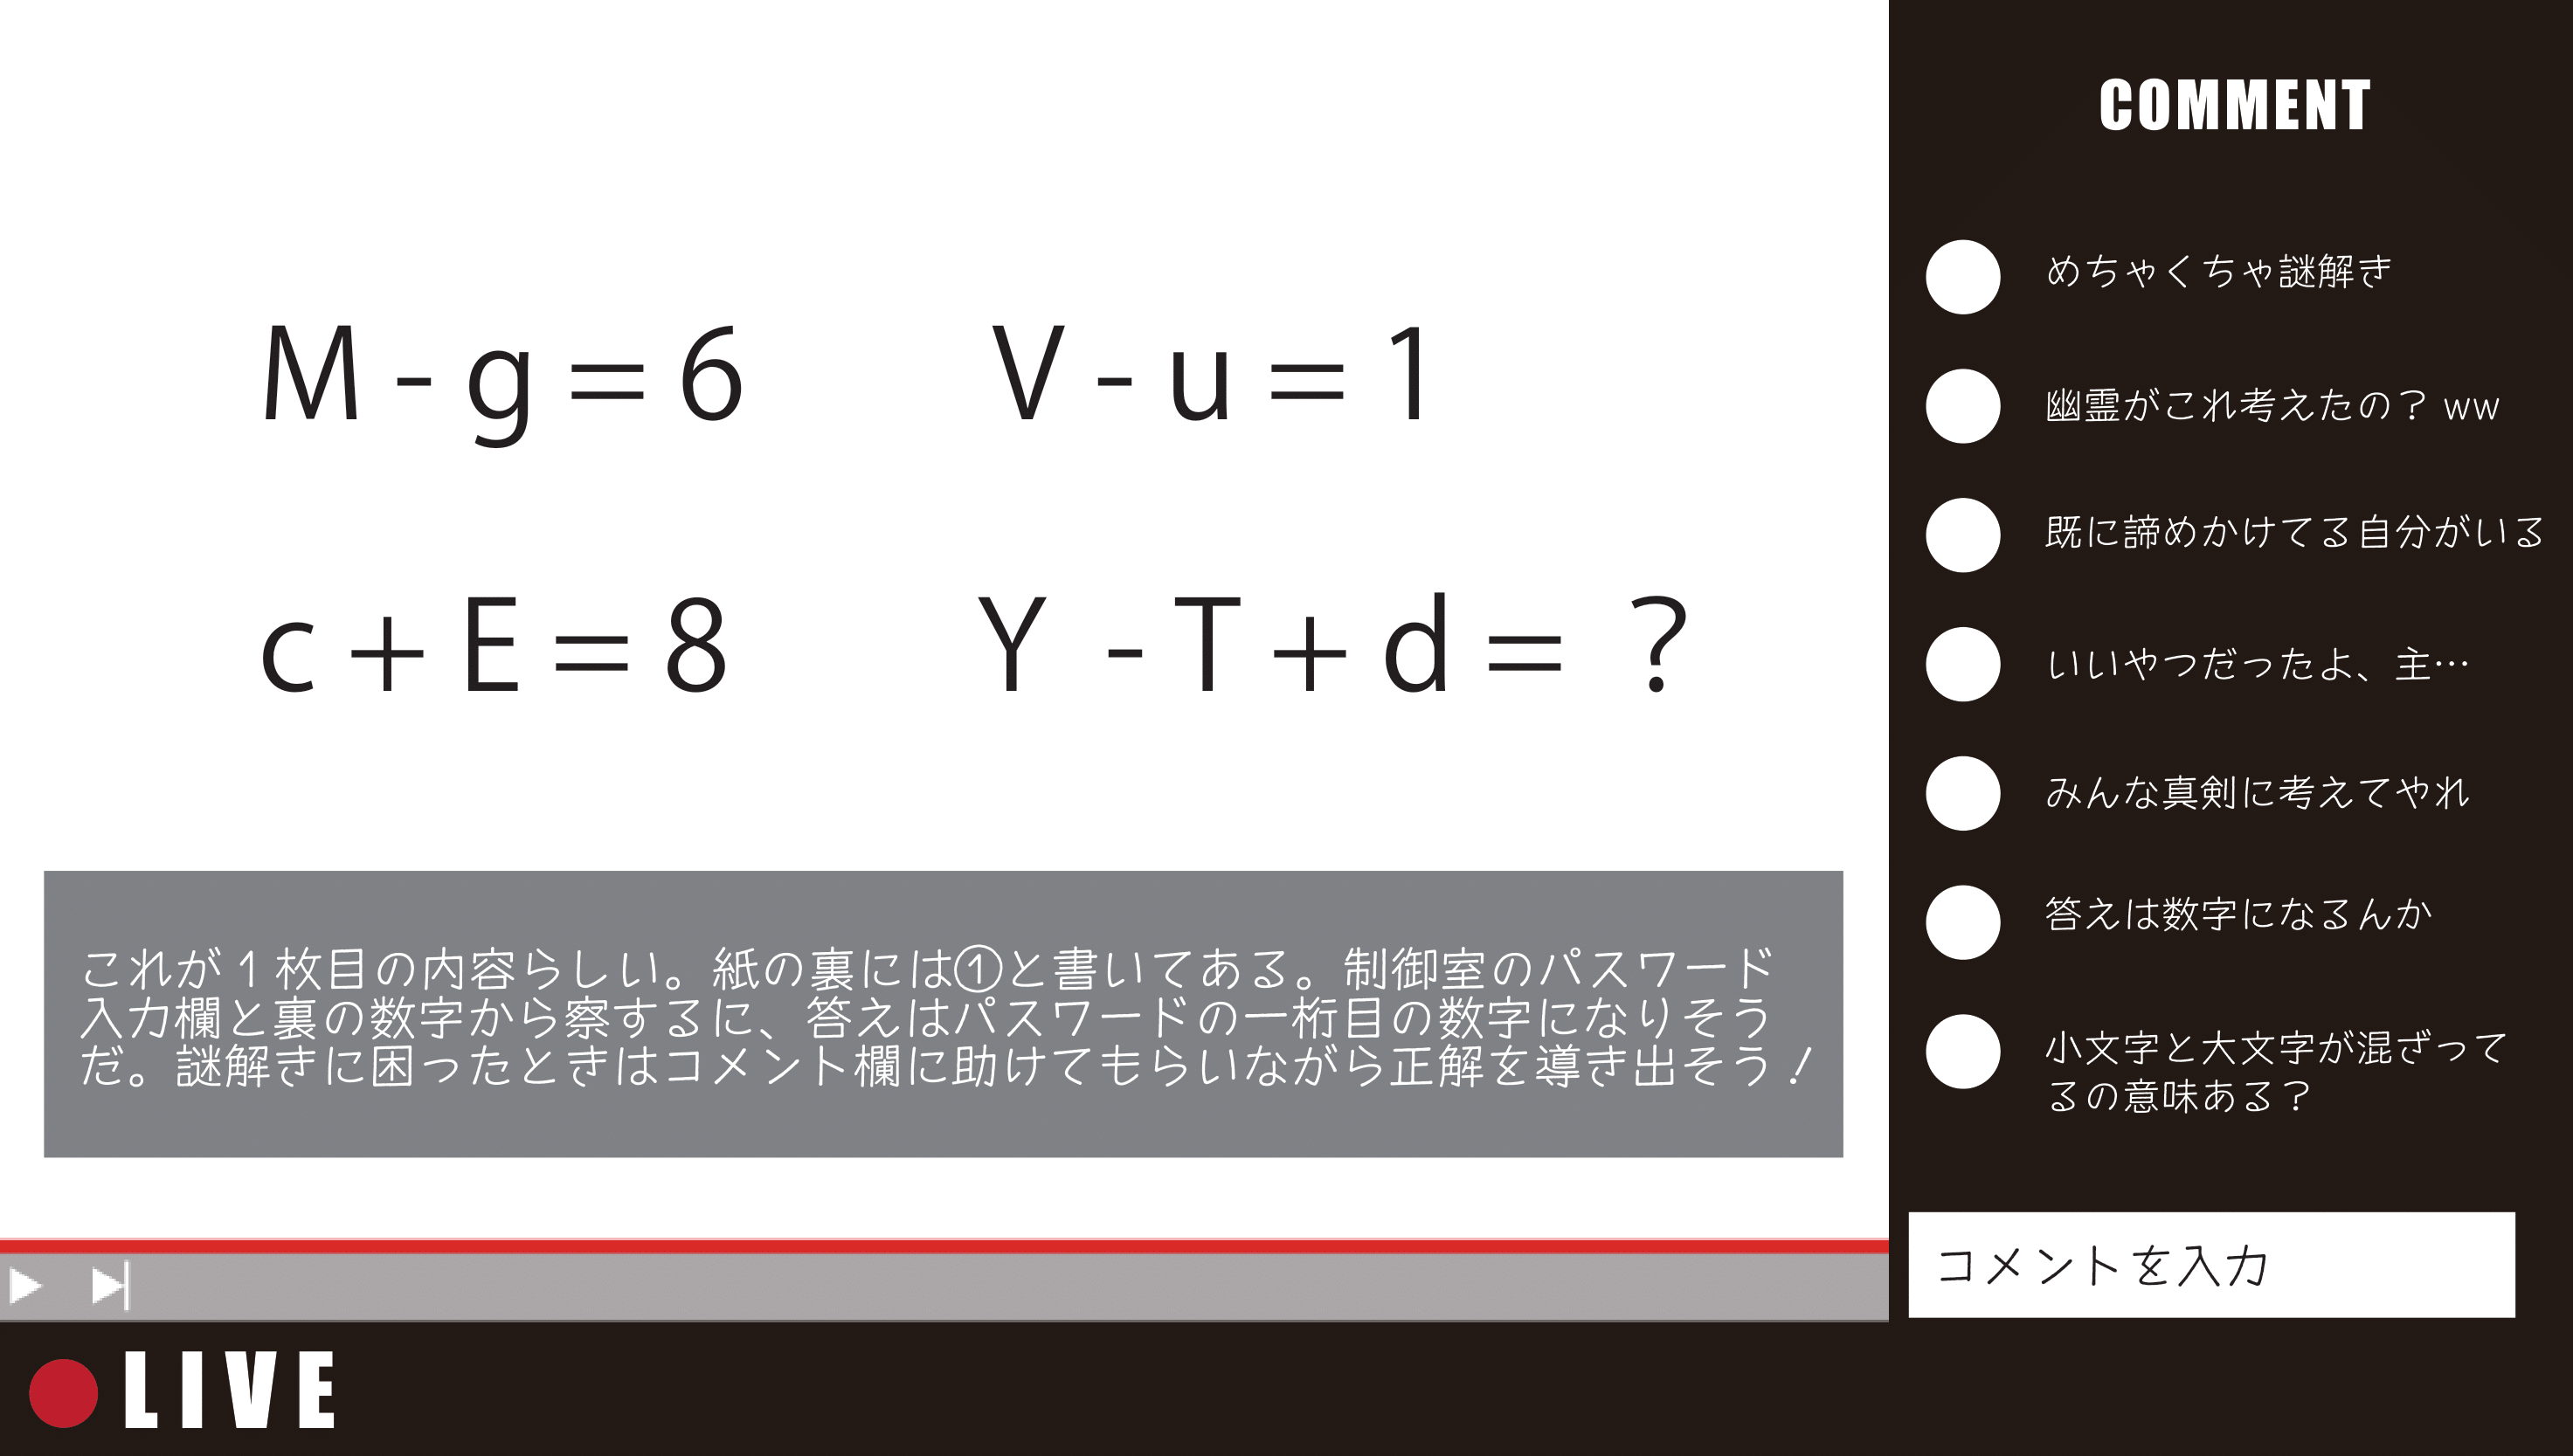 M - g = 6
V - u = 1
c + E = 8
Y - T + d = ?
これが1枚目の内容らしい。紙の裏には①と書いてある。制御室のパスワード
入力欄と裏の数字から察するに、答えはパスワードの一桁目の数字になりそう
だ。謎解きに困ったときはコメント欄に助けてもらいながら正解を導き出そう!
LIVE
COMMENT
めちゃくちゃ謎解き
幽霊がこれ考えたの?ww
既に諦めかけてる自分がいる
いいやつだったよ、主…
みんな真剣に考えてやれ
答えは数字になるんか
小文字と大文字が混ざって
るの意味ある?
コメントを入力